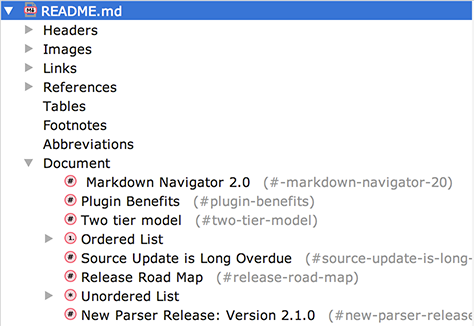 README.md
Headers
Images
Links
References
Tables
Footnotes
Abbreviations
Document
Markdown Navigator 2.0 (#-markdown-navigator-20)
Plugin Benefits (#plugin-benefits)
Two tier model (#two-tier-model)
1. Ordered List
Source Update is Long Overdue (#source-update-is-long-
Release Road Map (#release-road-map)
Unordered List
New Parser Release: Version 2.1.0 (#new-parser-release